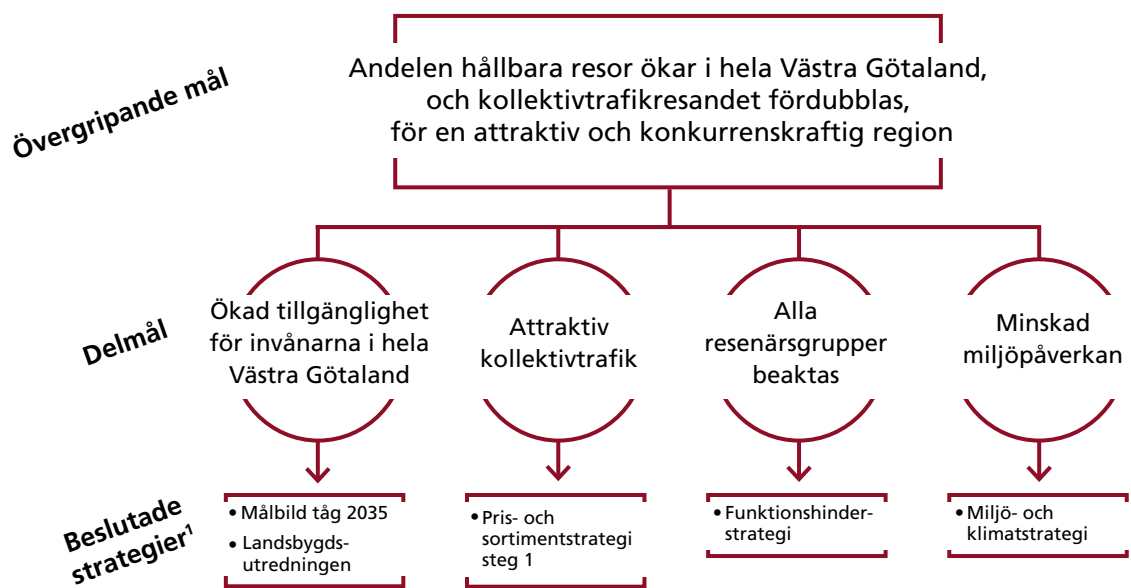 Övergripande mål
Andelen hållbara resor ökar i hela Västra Götaland,
och kollektivtrafikresandet fördubblas,
för en attraktiv och konkurrenskraftig region
Delmål
Ökad tillgänglighet
för invånarna i hela
Västra Götaland
Attraktiv
kollektivtrafik
Alla
resenärsgrupper
beaktas
Minskad
miljöpåverkan
Beslutade
strategier¹
• Målbild tåg 2035
• Landsbygds-
utredningen
• Pris- och
sortimentstrategi
steg 1
• Funktionshinder-
strategi
• Miljö- och
klimatstrategi